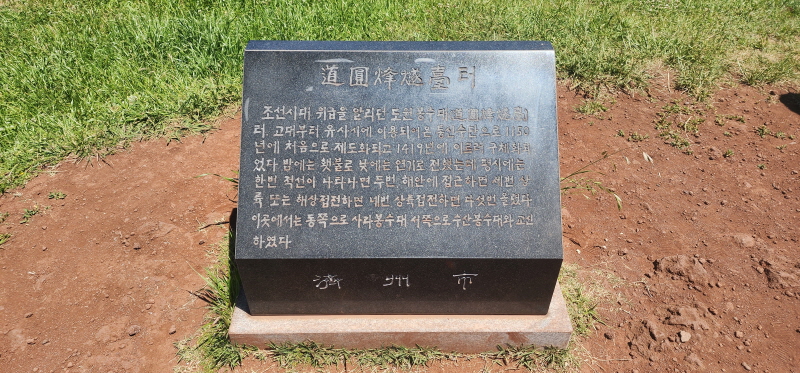 道圓烽燧臺터
조선시대 위급을 알리던 도원봉수대(道圓烽燧臺)
터. 고대부터 유사시에 이용되어온 통신수단으로 1150
년에 처음으로 제도화되고 1419년에 이르러 구체화되
었다 밤에는 횃불로 낮에는 연기로 전했는데 평시에는
한번 적선이 나타나면 두번, 해안에 접근하면 세번 상
륙 또는 해상접전하면 네번 상륙접전하면 다섯번 올렸다
이곳에서는 동쪽으로 사라봉수대 서쪽으로 수산봉수대와 교신
하였다
濟州市